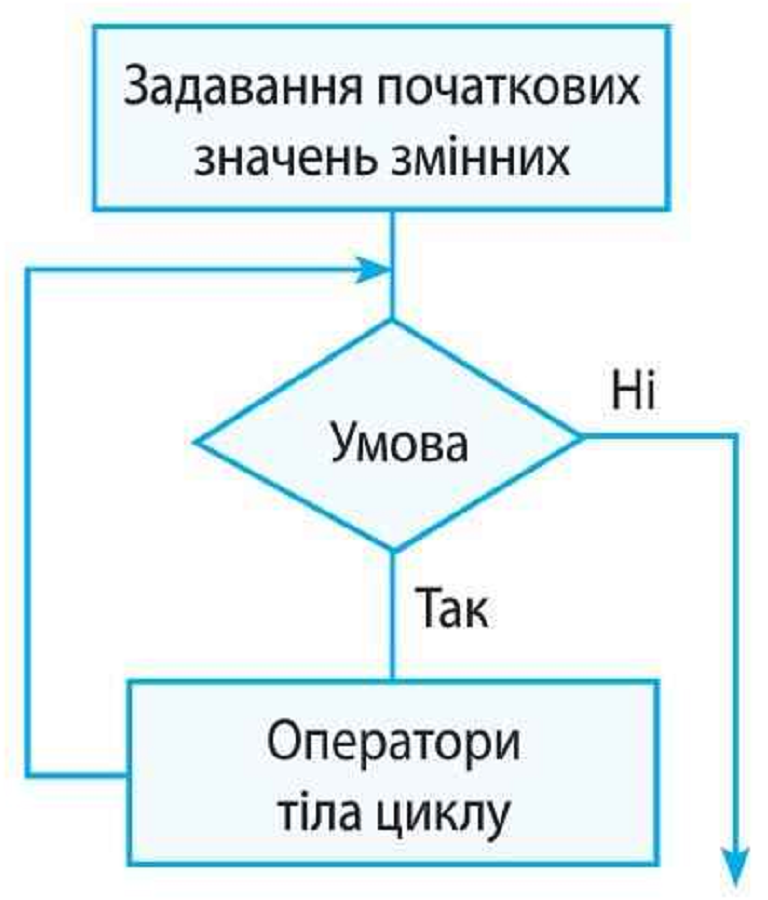 Задавання початкових
значень змінних
Умова
Ні
Так
Оператори
тіла циклу